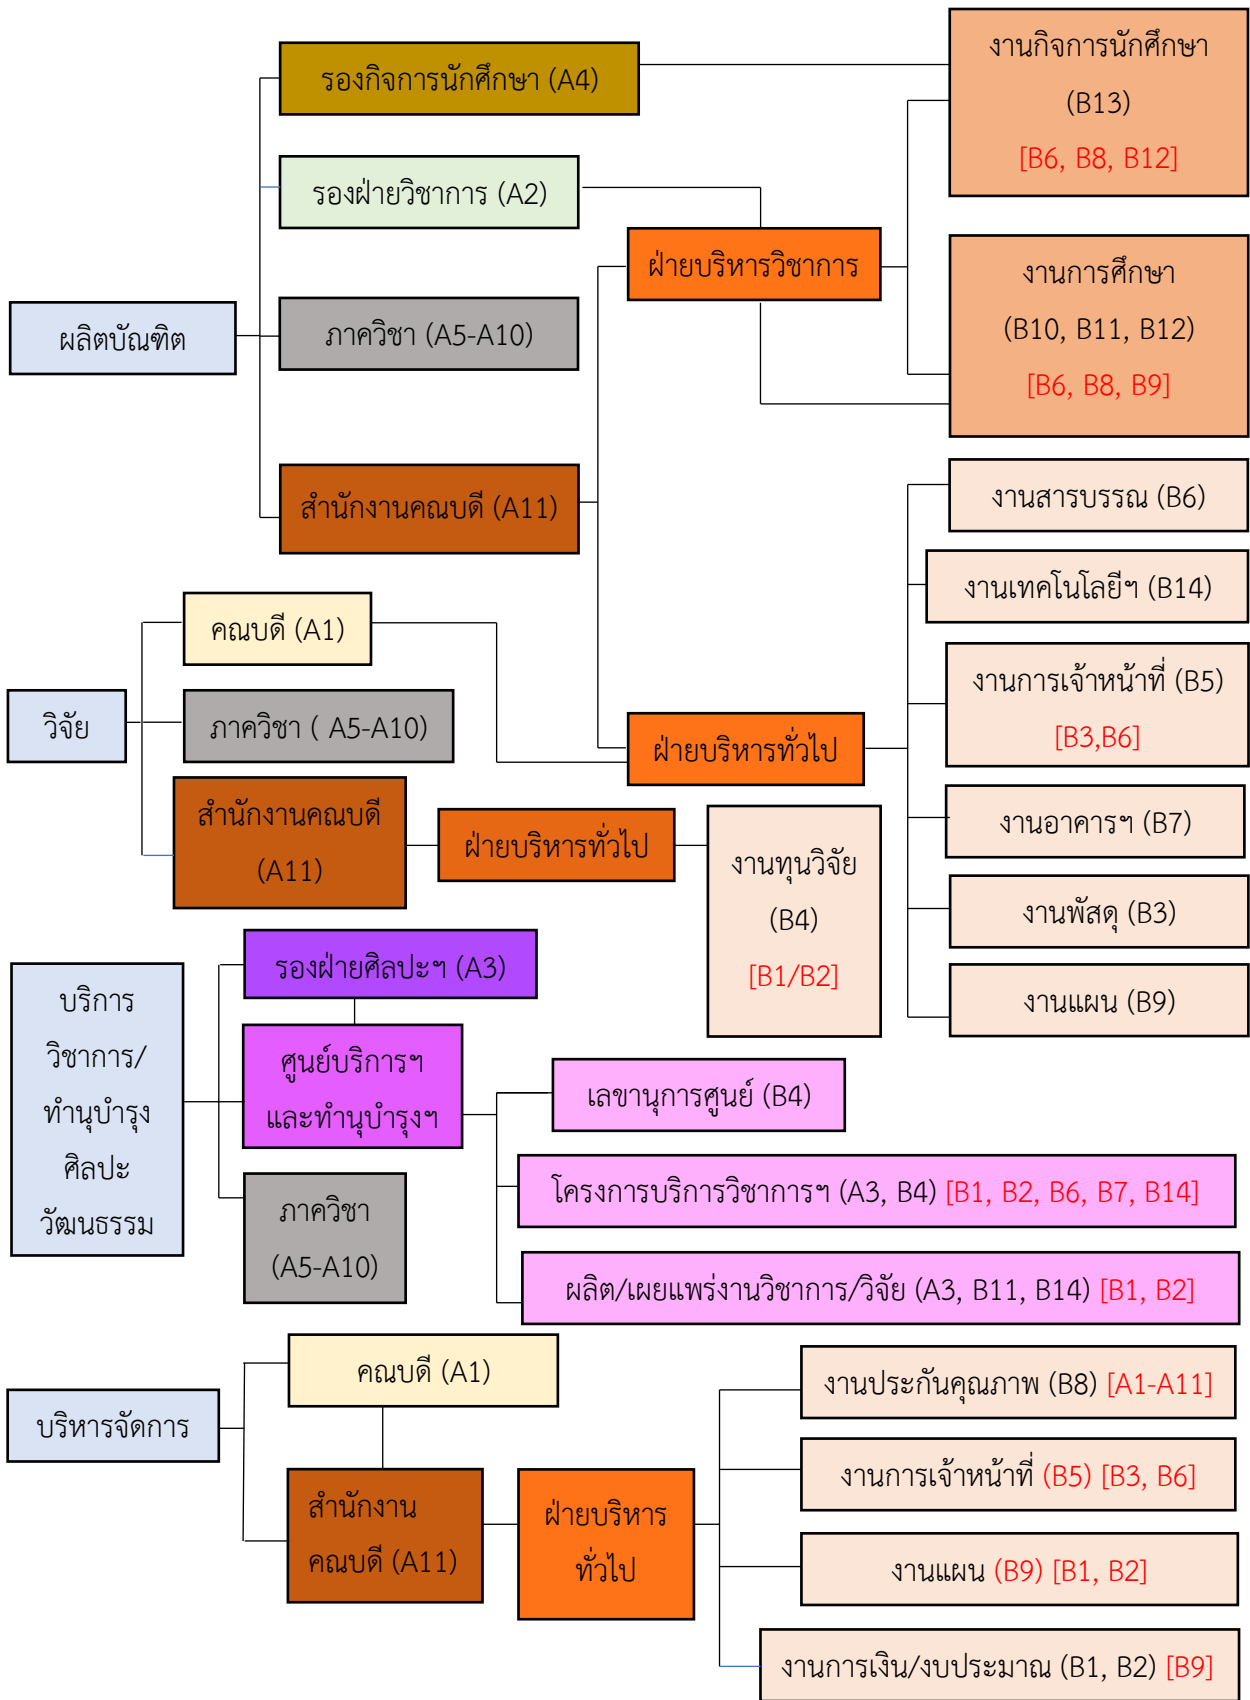 รองกิจการนักศึกษา (A4)
งานกิจการนักศึกษา
(B13)
[B6, B8, B12]
รองฝ่ายวิชาการ (A2)
ฝ่ายบริหารวิชาการ
งานการศึกษา
(B10, B11, B12)
[B6, B8, B9]
ผลิตบัณฑิต
ภาควิชา (A5-A10)
สำนักงานคณบดี (A11)
งานสารบรรณ (B6)
งานเทคโนโลยีฯ (B14)
คณบดี (A1)
งานการเจ้าหน้าที่ (B5)
[B3,B6]
วิจัย
ภาควิชา ( A5-A10)
ฝ่ายบริหารทั่วไป
สำนักงานคณบดี
(A11)
ฝ่ายบริหารทั่วไป
งานทุนวิจัย
(B4)
[B1/B2]
งานอาคารฯ (B7)
งานพัสดุ (B3)
งานแผน (B9)
บริการ
วิชาการ/
ทำนุบำรุง
ศิลปะ
วัฒนธรรม
รองฝ่ายศิลปะฯ (A3)
ศูนย์บริการฯ
และทำนุบำรุงฯ
ภาควิชา
(A5-A10)
เลขานุการศูนย์ (B4)
โครงการบริการวิชาการฯ (A3, B4) [B1, B2, B6, B7, B14]
ผลิต/เผยแพร่งานวิชาการ/วิจัย (A3, B11, B14) [B1, B2]
บริหารจัดการ
คณบดี (A1)
สำนักงาน
คณบดี (A11)
ฝ่ายบริหาร
ทั่วไป
งานประกันคุณภาพ (B8) [A1-A11]
งานการเจ้าหน้าที่ (B5) [B3, B6]
งานแผน (B9) [B1, B2]
งานการเงิน/งบประมาณ (B1, B2) [B9]